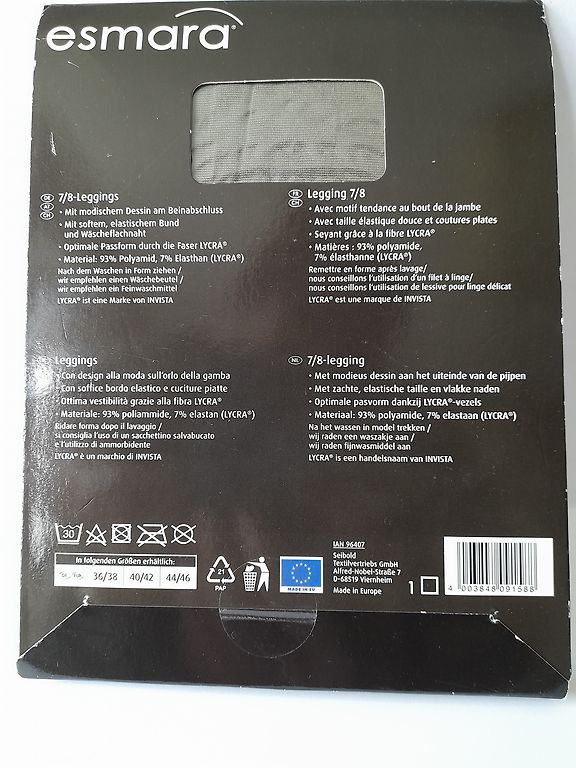 esmara®
DE
AT
CH
7/8-Leggings
• Mit modischem Dessin am Beinabschluss
• Mit softem, elastischem Bund
und Wäscheflachnaht
• Optimale Passform durch die Faser LYCRA®
• Material: 93% Polyamid, 7% Elasthan (LYCRA®)
Nach dem Waschen in Form ziehen /
wir empfehlen einen Wäschebeutel /
wir empfehlen ein Feinwaschmittel
LYCRA® ist eine Marke von INVISTA
FR
CH
Legging 7/8
• Avec motif tendance au bout de la jambe
• Avec taille élastique douce et coutures plates
• Seyant grâce à la fibre LYCRA®
• Matières : 93% polyamide,
7% élasthanne (LYCRA®)
Remettre en forme après lavage/
nous conseillons l'utilisation d'un filet à linge/
nous conseillons l'utilisation de lessive pour linge délicat
LYCRA® est une marque de INVISTA
Leggings
• Con design alla moda sull'orlo della gamba
• Con soffice bordo elastico e cuciture piatte
• Ottima vestibilità grazie alla fibra LYCRA®
• Materiale: 93% poliammide, 7% elastan (LYCRA®)
Ridare forma dopo il lavaggio /
si consiglia l'uso di un sacchettino salvabucato
e l'utilizzo di ammorbidente
LYCRA® è un marchio di INVISTA
NL
7/8-legging
• Met modieus dessin aan het uiteinde van de pijpen
• Met zachte, elastische taille en vlakke naden
• Optimale pasvorm dankzij LYCRA®-vezels
• Materiaal: 93% polyamide, 7% elastaan (LYCRA®)
Na het wassen in model trekken /
wij raden een waszakje aan /
wij raden fijnwasmiddel aan
LYCRA® is een handelsnaam van INVISTA
30
In folgenden Größen erhältlich:
36/38 40/42 44/46
21
PAP
MADE IN EU
IAN 96407
Seibold
Textilvertriebs GmbH
Alfred-Nobel-Straße 7
D-68519 Viernheim
Made in Europe
1
4 003848 091588